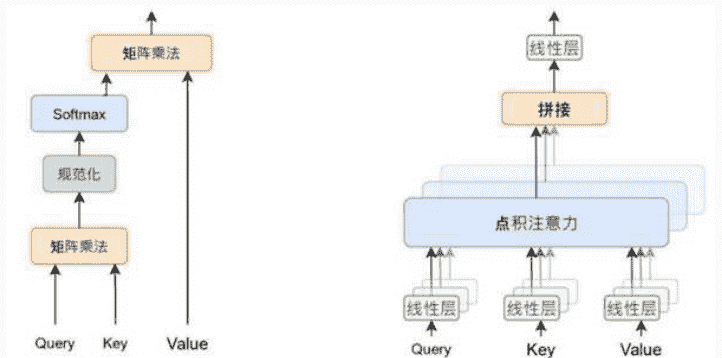 矩阵乘法
Softmax
规范化
矩阵乘法
Query Key Value
线性层
拼接
点积注意力
线性层 线性层 线性层
Query Key Value